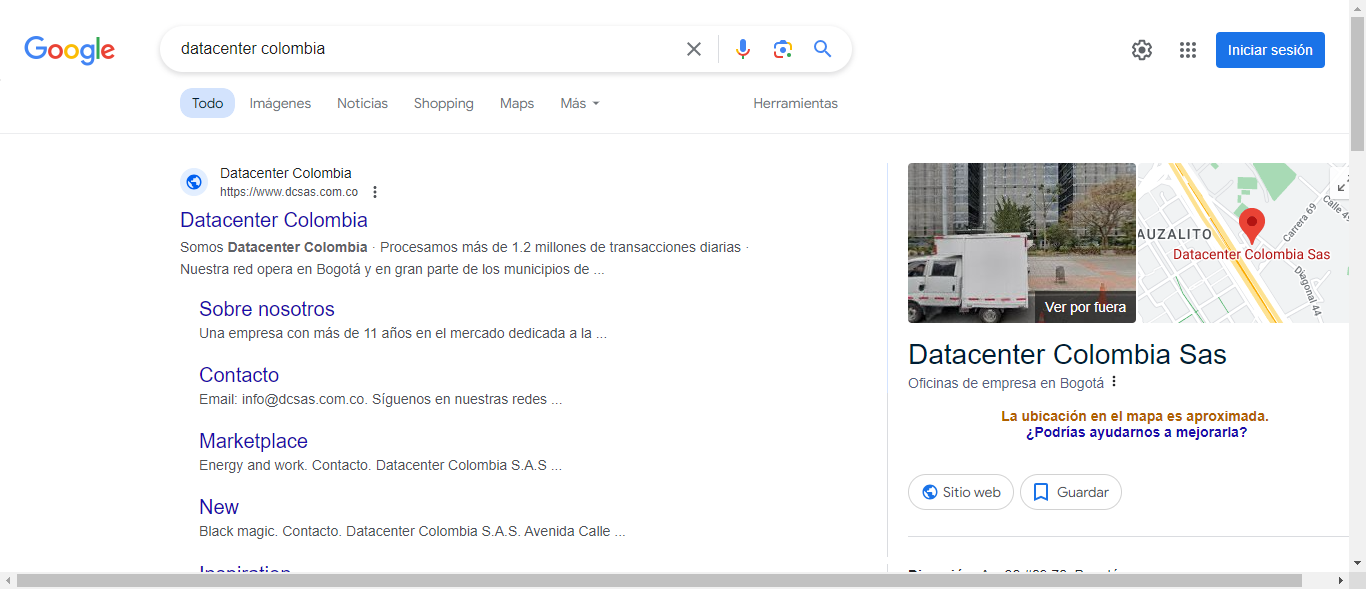 Google
datacenter colombia
Iniciar sesión
Todo
Imágenes
Noticias
Shopping
Maps
Más
Herramientas
Datacenter Colombia
https://www.dcsas.com.co
Datacenter Colombia
Somos Datacenter Colombia · Procesamos más de 1.2 millones de transacciones diarias ·
Nuestra red opera en Bogotá y en gran parte de los municipios de ...
Sobre nosotros
Una empresa con más de 11 años en el mercado dedicada a la ...
Contacto
Email: info@dcsas.com.co. Síguenos en nuestras redes ...
Marketplace
Energy and work. Contacto. Datacenter Colombia S.A.S ...
New
Black magic. Contacto. Datacenter Colombia S.A.S. Avenida Calle ...
Inspiration
Ver por fuera
AUZALITO
Carrera 69
Calle 4
Datacenter Colombia Sas
Diagonal 44
Datacenter Colombia Sas
Oficinas de empresa en Bogotá
La ubicación en el mapa es aproximada.
¿Podrías ayudarnos a mejorarla?
Sitio web
Guardar